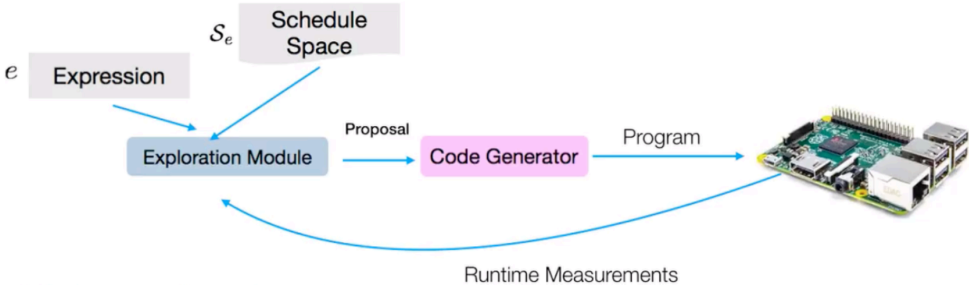 Schedule
Space
𝒮ₑ
e
Expression
Proposal
Exploration Module
Code Generator
Program
Runtime Measurements